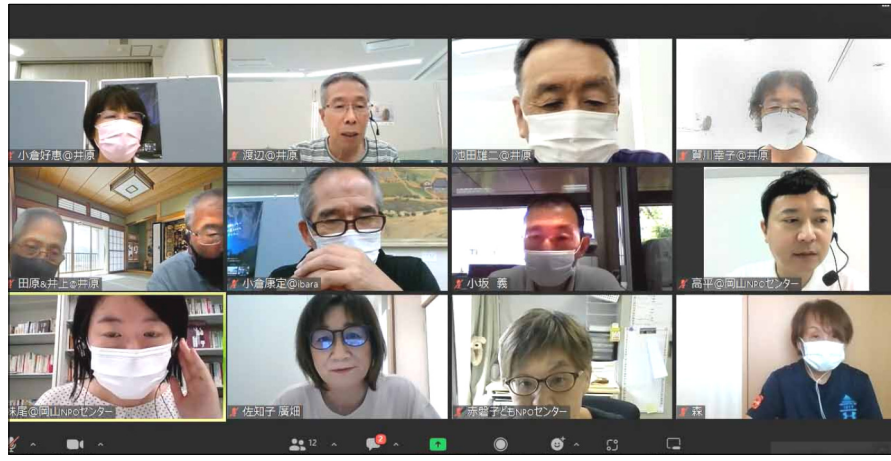 小倉好恵@井原
渡辺@井原
池田雄二@井原
賀川幸子@井原
田原&井上@井原
小倉康定@ibara
小坂 義
高平@岡山NPOセンター
尾@岡山NPOセンター
佐知子 廣畑
赤磐子どもNPOセンター
森
12
2